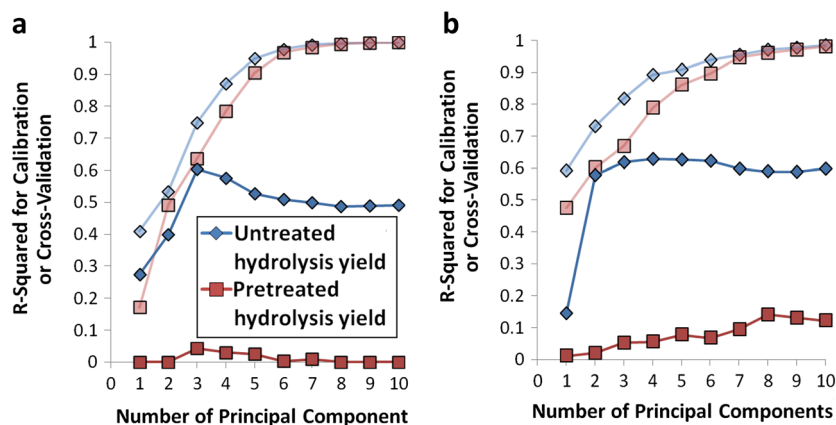 a
R-Squared for Calibration
or Cross-Validation
1
0.9
0.8
0.7
0.6
0.5
0.4
0.3
0.2
0.1
0
Untreated
hydrolysis yield
Pretreated
hydrolysis yield
0 1 2 3 4 5 6 7 8 9 10
Number of Principal Component
b
R-Squared for Calibration
or Cross-Validation
1
0.9
0.8
0.7
0.6
0.5
0.4
0.3
0.2
0.1
0
0 1 2 3 4 5 6 7 8 9 10
Number of Principal Components